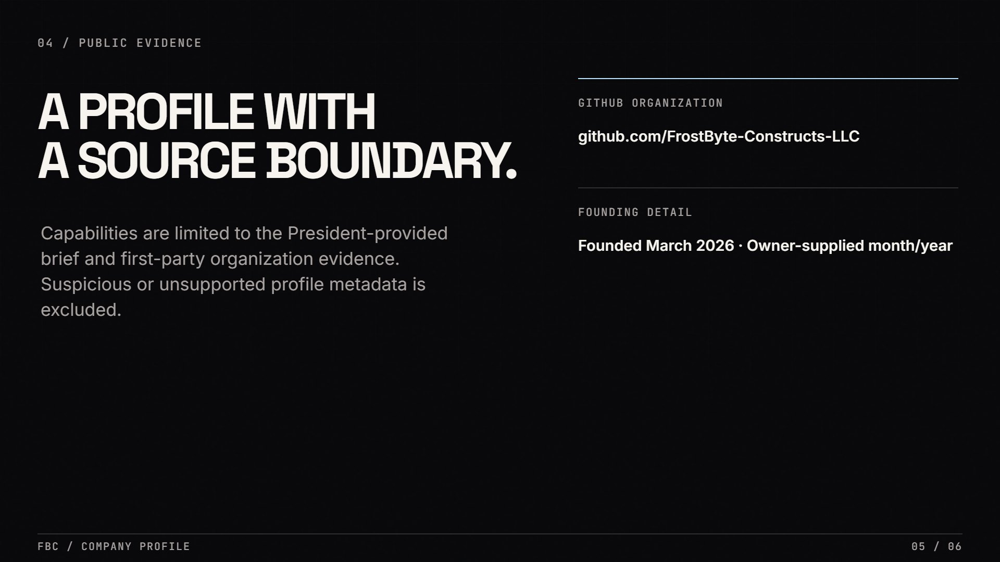 04 / PUBLIC EVIDENCE
A PROFILE WITH
A SOURCE BOUNDARY.
Capabilities are limited to the President-provided
brief and first-party organization evidence.
Suspicious or unsupported profile metadata is
excluded.
GITHUB ORGANIZATION
github.com/FrostByte-Constructs-LLC
FOUNDING DETAIL
Founded March 2026 · Owner-supplied month/year
FBC / COMPANY PROFILE
05 / 06